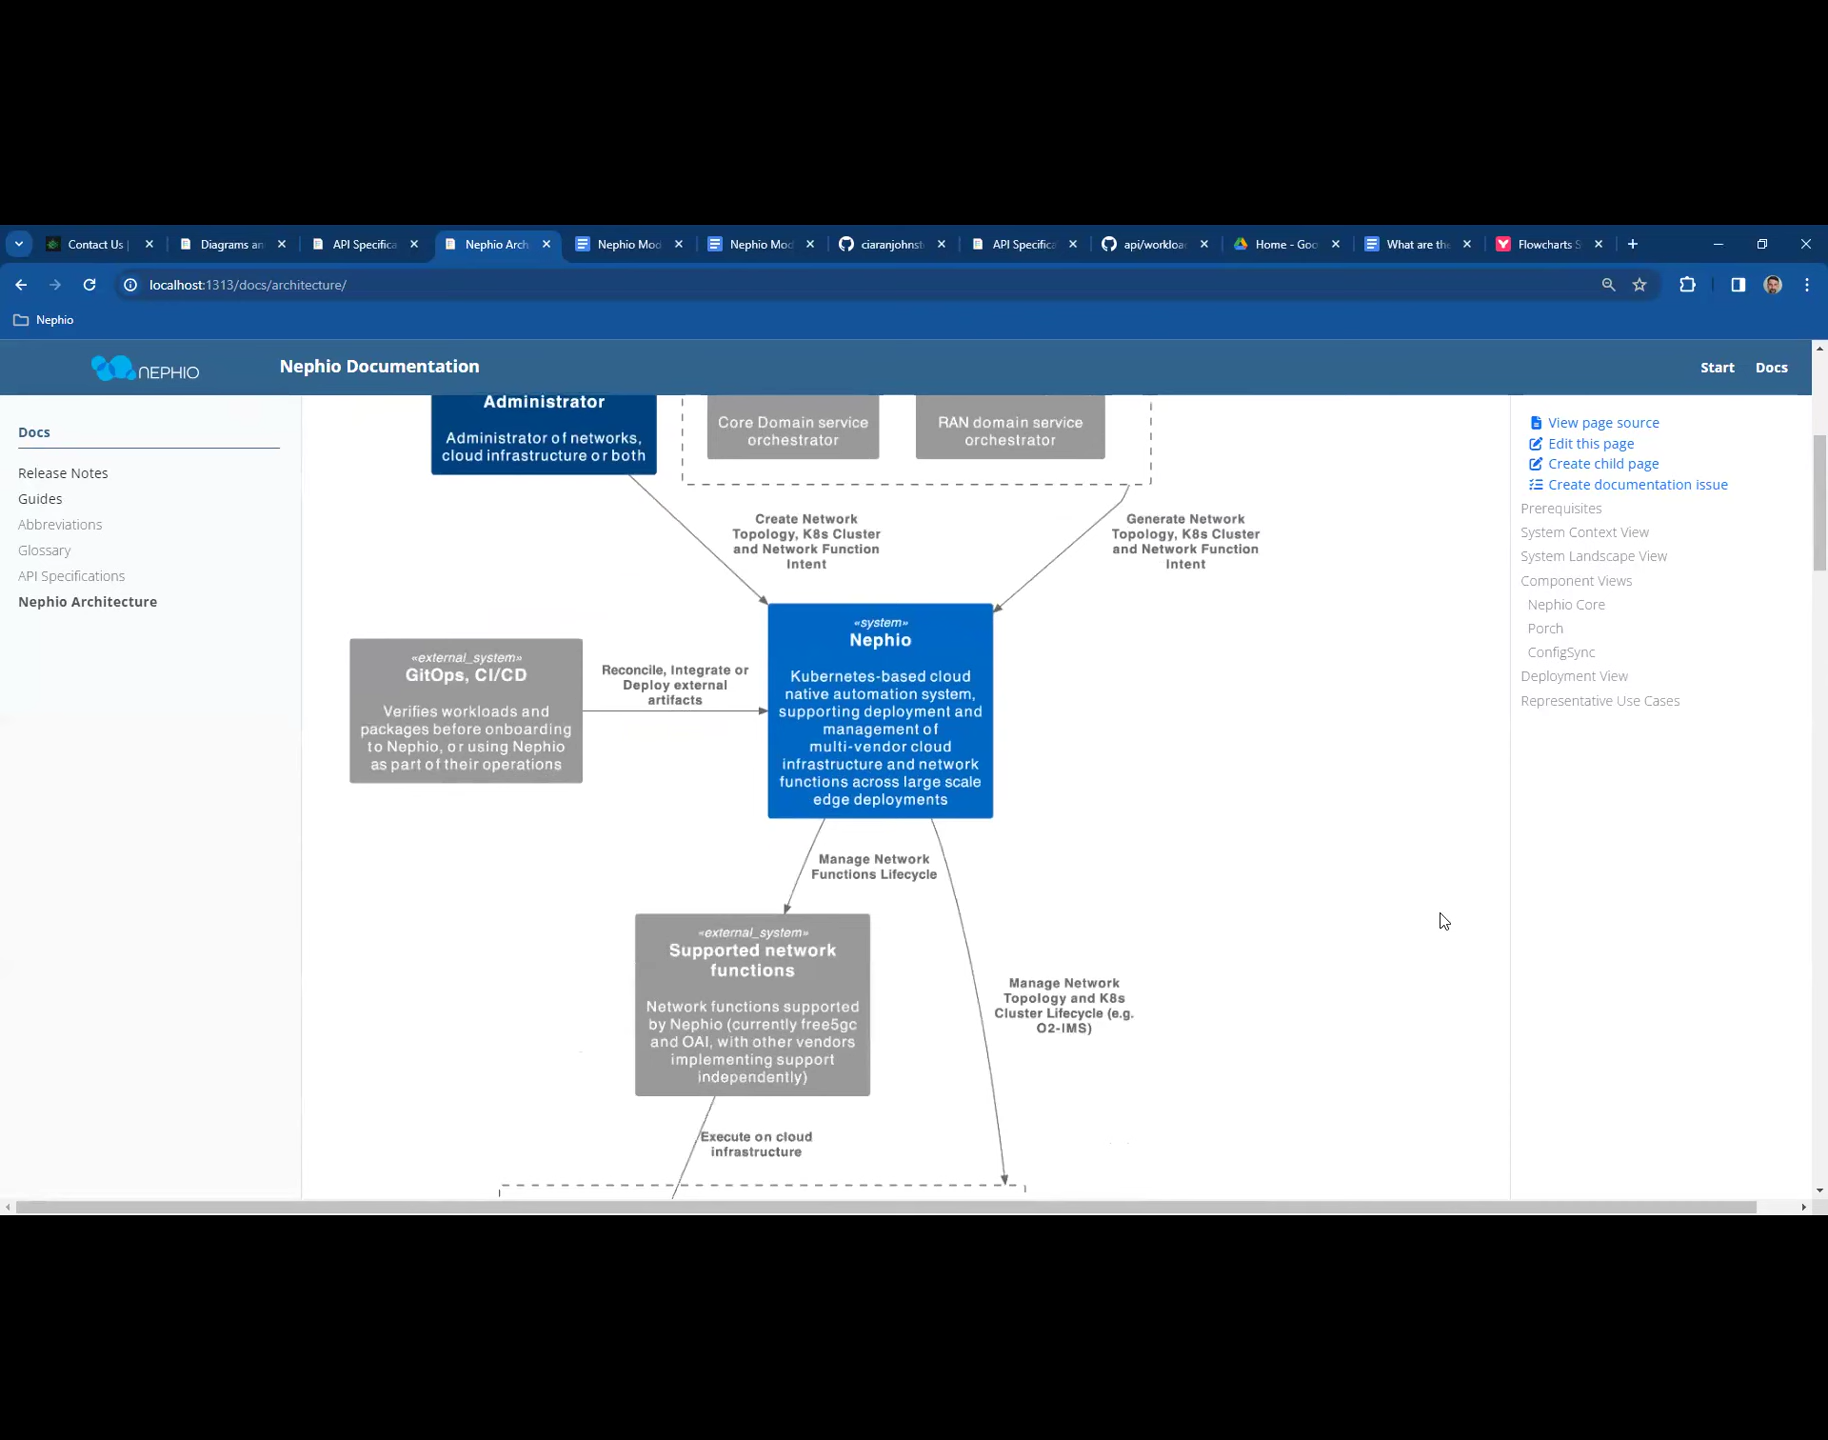 Contact Us |
Diagrams an
API Specifica
Nephio Arch
Nephio Mod
Nephio Mod
ciaranjohnst
API Specifica
api/workloa
Home - Goo
What are the
Flowcharts S
localhost:1313/docs/architecture/
Nephio
NEPHIO
Nephio Documentation
Start
Docs
Docs
Release Notes
Guides
Abbreviations
Glossary
API Specifications
Nephio Architecture
Administrator
Administrator of networks,
cloud infrastructure or both
Core Domain service
orchestrator
RAN domain service
orchestrator
Create Network
Topology, K8s Cluster
and Network Function
Intent
Generate Network
Topology, K8s Cluster
and Network Function
Intent
«system»
Nephio
Kubernetes-based cloud
native automation system,
supporting deployment and
management of
multi-vendor cloud
infrastructure and network
functions across large scale
edge deployments
«external_system»
GitOps, CI/CD
Verifies workloads and
packages before onboarding
to Nephio, or using Nephio
as part of their operations
Reconcile, Integrate or
Deploy external
artifacts
Manage Network
Functions Lifecycle
«external_system»
Supported network
functions
Network functions supported
by Nephio (currently free5gc
and OAI, with other vendors
implementing support
independently)
Manage Network
Topology and K8s
Cluster Lifecycle (e.g.
O2-IMS)
Execute on cloud
infrastructure
View page source
Edit this page
Create child page
Create documentation issue
Prerequisites
System Context View
System Landscape View
Component Views
Nephio Core
Porch
ConfigSync
Deployment View
Representative Use Cases